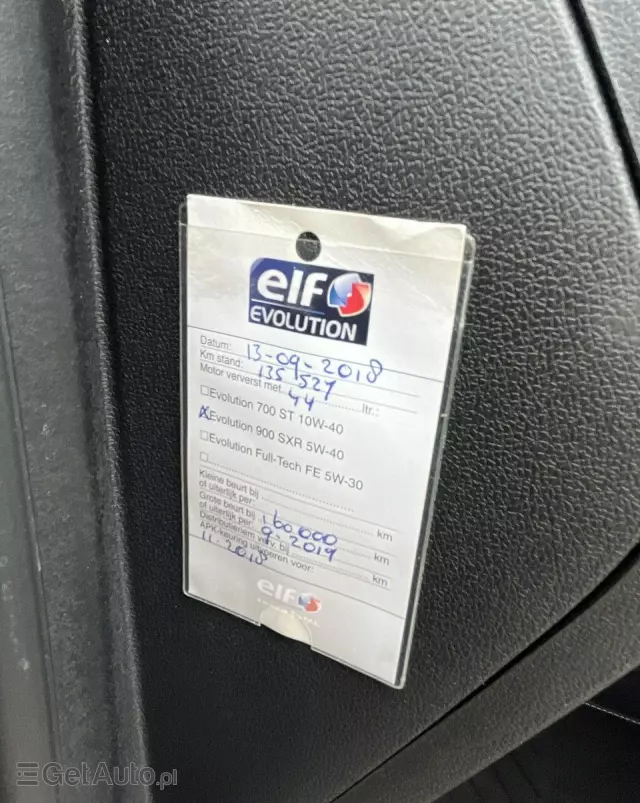 elf
EVOLUTION
Datum: 13-09-2018
Km stand: 135527
Motor ververst met 44 ltr.:
☐Evolution 700 ST 10W-40
☒Evolution 900 SXR 5W-40
☐Evolution Full-Tech FE 5W-30
☐
Kleine beurt bij km
of uiterlijk per:
Grote beurt bij 160.000 km
of uiterlijk per: 9-2019
Distributieriem verv. bij km
APK-keuring uitvoeren voor:
11-2018
elf
GetAuto.pl